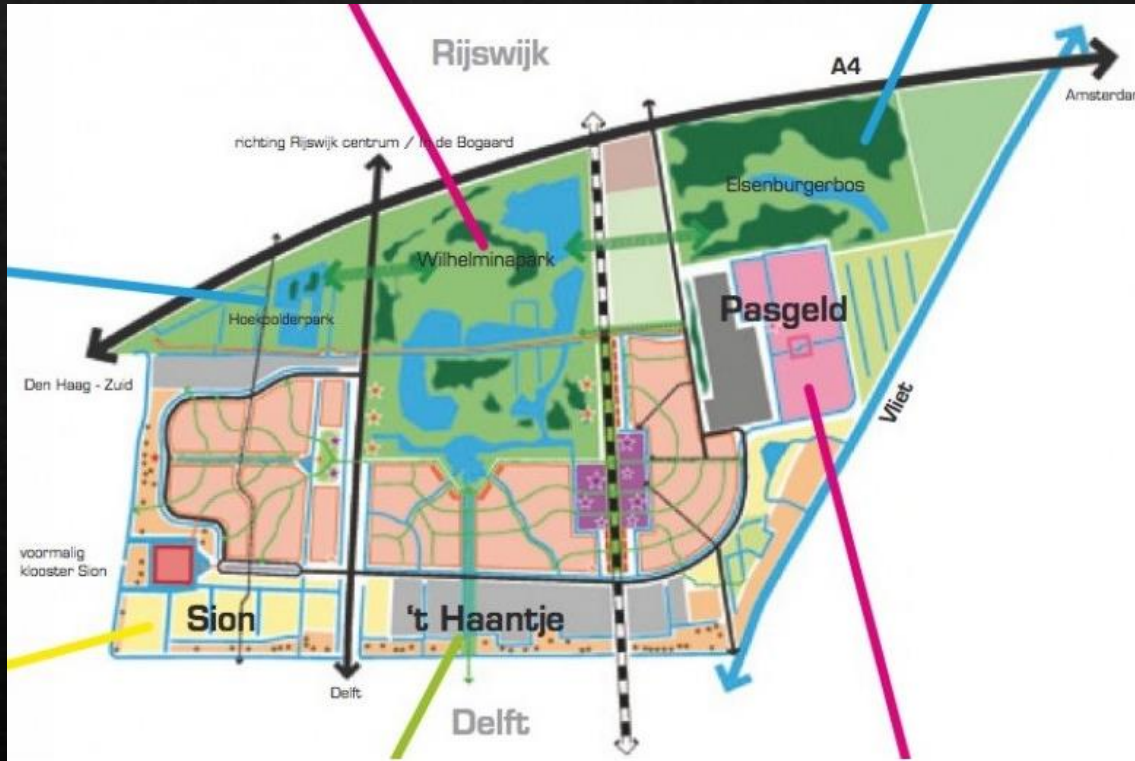 Rijswijk
A4
Amsterdam
richting Rijswijk centrum / In de Bogaard
Elsenburgerbos
Wilhelminapark
Hoekpolderpark
Pasgeld
Den Haag - Zuid
Vliet
voormalig
klooster Sion
Sion
't Haantje
Delft
Delft